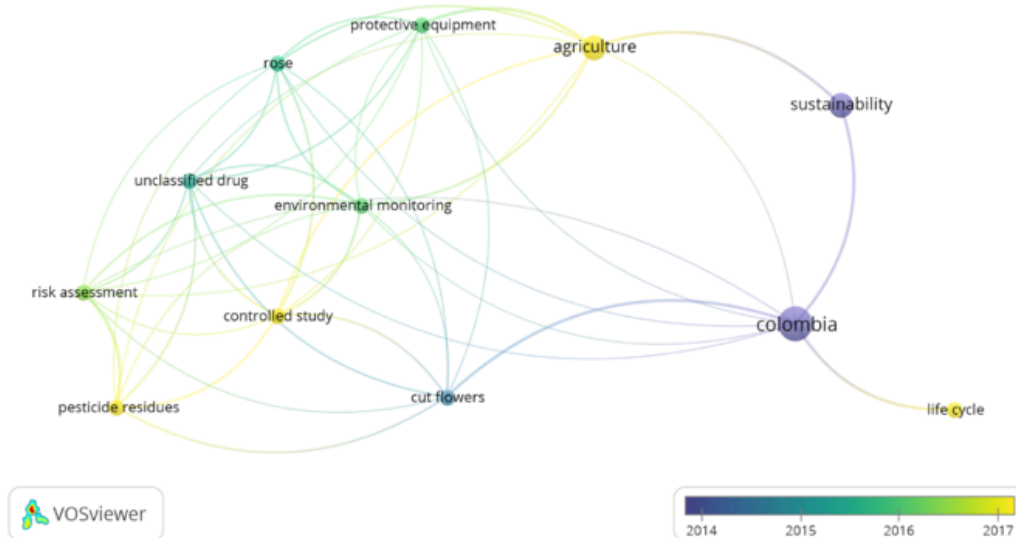 protective equipment
agriculture
rose
sustainability
unclassified drug
environmental monitoring
risk assessment
controlled study
colombia
cut flowers
pesticide residues
life cycle
VOSviewer
2014 2015 2016 2017